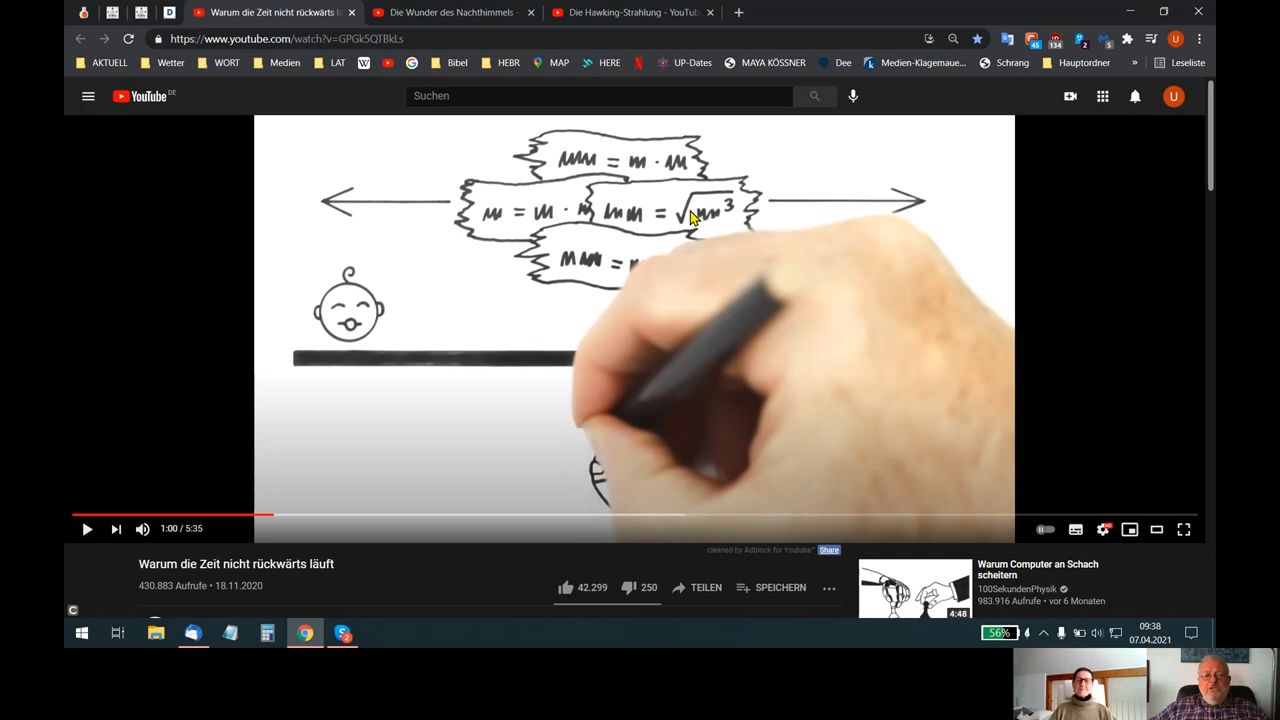 Warum die Zeit nicht rückwärts l
Die Wunder des Nachthimmels -
Die Hawking-Strahlung - YouTub
https://www.youtube.com/watch?v=GPGk5QTBkLs
45
134
2
5
U
AKTUELL
Wetter
WORT
Medien
LAT
W
Bibel
HEBR
MAP
HERE
UP-Dates
MAYA KÖSSNER
Dee
Medien-Klagemaue...
Schrang
Hauptordner
»
Leseliste
YouTube DE
Suchen
U
1:00 / 5:35
cleaned by Adblock for Youtube™ Share
Warum die Zeit nicht rückwärts läuft
430.883 Aufrufe • 18.11.2020
42.299
250
TEILEN
SPEICHERN
Warum Computer an Schach
scheitern
100SekundenPhysik
983.916 Aufrufe • vor 6 Monaten
4:48
56%
09:38
07.04.2021